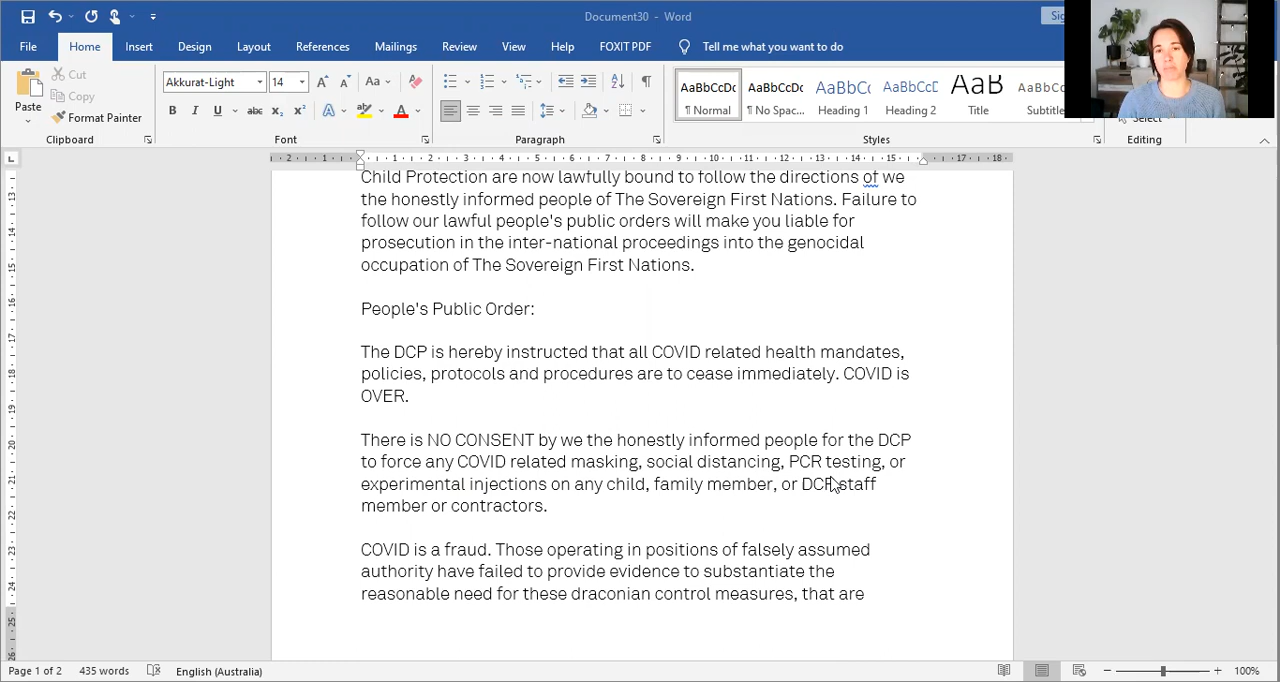 Document30 - Word
File Home Insert Design Layout References Mailings Review View Help FOXIT PDF Tell me what you want to do
Cut
Copy
Paste
Format Painter
Clipboard
Akkurat-Light 14
Font
Paragraph
AaBbCcDc AaBbCcDc AaBbCc AaBbCcD AaB
¶ Normal ¶ No Spac... Heading 1 Heading 2 Title Subtitle
Styles
Editing
Child Protection are now lawfully bound to follow the directions of we
the honestly informed people of The Sovereign First Nations. Failure to
follow our lawful people's public orders will make you liable for
prosecution in the inter-national proceedings into the genocidal
occupation of The Sovereign First Nations.
People's Public Order:
The DCP is hereby instructed that all COVID related health mandates,
policies, protocols and procedures are to cease immediately. COVID is
OVER.
There is NO CONSENT by we the honestly informed people for the DCP
to force any COVID related masking, social distancing, PCR testing, or
experimental injections on any child, family member, or DCP staff
member or contractors.
COVID is a fraud. Those operating in positions of falsely assumed
authority have failed to provide evidence to substantiate the
reasonable need for these draconian control measures, that are
Page 1 of 2 435 words English (Australia) 100%